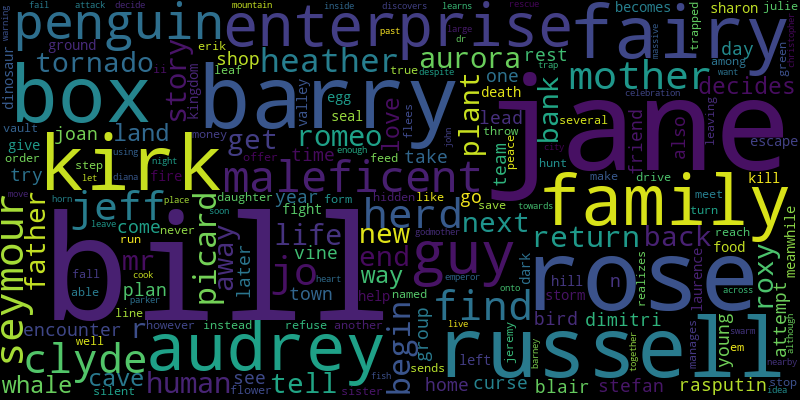 fail attack decide mountain inside discovers learns past large rescue becomes sharon julie
penguin enterprise fairy
warning erik dr trap massive
dinosaur ground shop aurora rest want christopher
tornado story heather day trapped green
leaf true despite one mother among
box barry kingdom egg valley death bank decides
vault joan land seal love plant jane
give money get romeo lead several also friend escape
order step flees throw celebration leaving
try let diana using night offer enough feed john team peace city hunt
kirk maleficent time take make drive kill
move horn place daughter year form hidden like go save towards meet turn
jeff herd next family
seymour father leave come never soon fire fight godmother emperor onto return back reach food meanwhile
bill picard away life new guy rose
mr fall run heart vine end dark hill n realizes laurence roxy
able cook jo way across storm
plan parker later town help named find bird dimitri attempt
encounter r line however instead refuse another begin group live left jeremy together barney manages young although swarm
clyde well audrey russell
whale cave human tell see curse home sends blair stefan em rasputin nearby
silent flower sister fish stop idea
ii